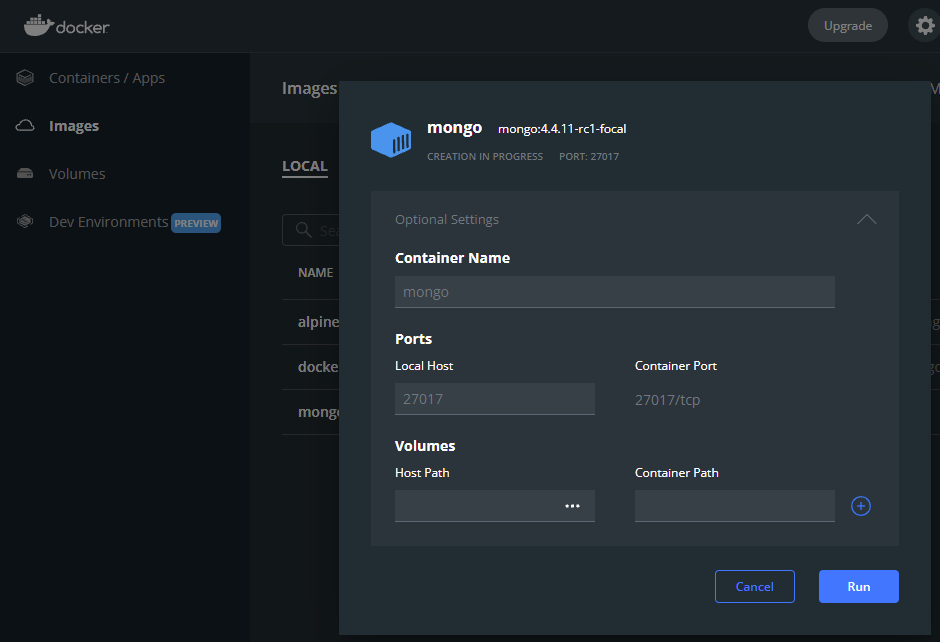 docker
Upgrade
Containers / Apps
Images
Volumes
Dev Environments PREVIEW
Images
LOCAL
Sea
NAME
alpine
docke
mongo
mongo mongo:4.4.11-rc1-focal
CREATION IN PROGRESS PORT: 27017
Optional Settings
Container Name
mongo
Ports
Local Host Container Port
27017 27017/tcp
Volumes
Host Path Container Path
Cancel Run